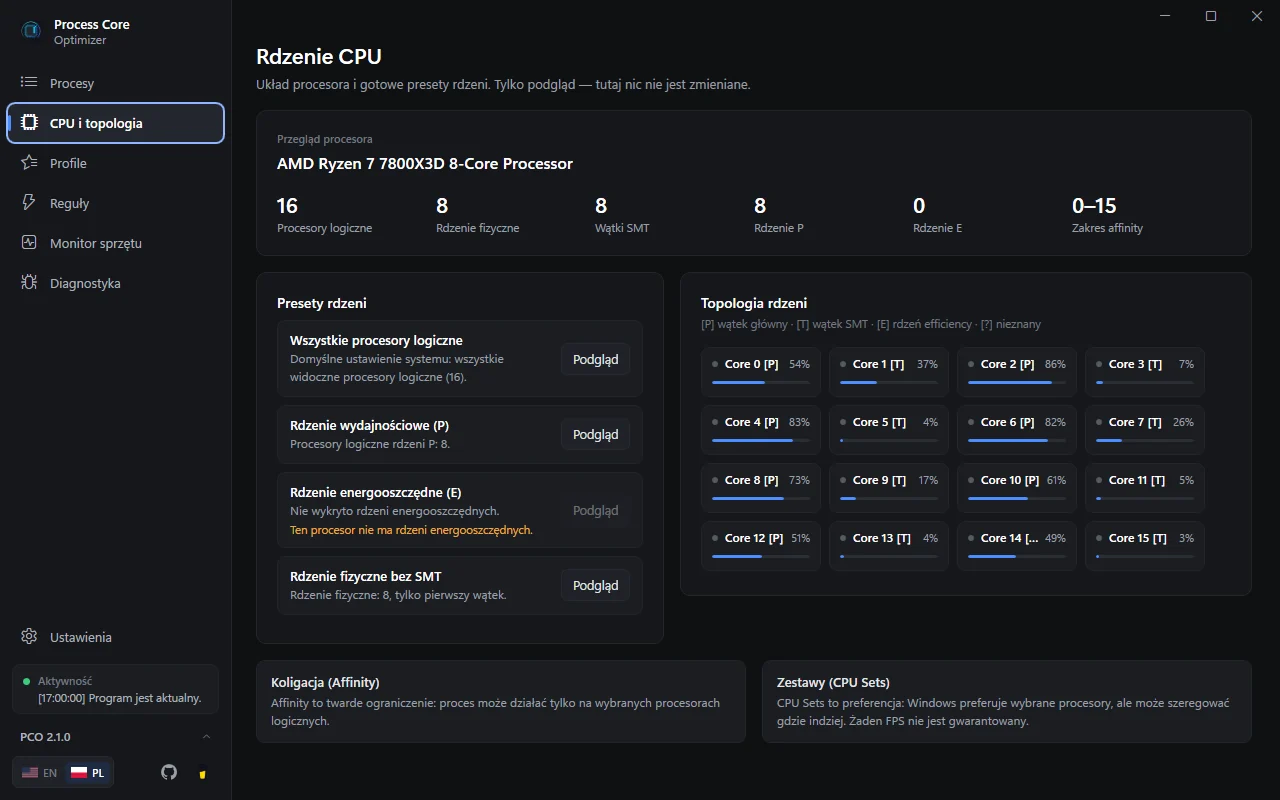 Process Core
Optimizer
Procesy
CPU i topologia
Profile
Reguły
Monitor sprzętu
Diagnostyka
Ustawienia
Aktywność
[17:00:00] Program jest aktualny.
PCO 2.1.0
EN PL
Rdzenie CPU
Układ procesora i gotowe presety rdzeni. Tylko podgląd — tutaj nic nie jest zmieniane.
Przegląd procesora
AMD Ryzen 7 7800X3D 8-Core Processor
16 8 8 8 0 0–15
Procesory logiczne Rdzenie fizyczne Wątki SMT Rdzenie P Rdzenie E Zakres affinity
Presety rdzeni
Wszystkie procesory logiczne
Domyślne ustawienie systemu: wszystkie
widoczne procesory logiczne (16).
Podgląd
Rdzenie wydajnościowe (P)
Procesory logiczne rdzeni P: 8.
Podgląd
Rdzenie energooszczędne (E)
Nie wykryto rdzeni energooszczędnych.
Ten procesor nie ma rdzeni energooszczędnych.
Podgląd
Rdzenie fizyczne bez SMT
Rdzenie fizyczne: 8, tylko pierwszy wątek.
Podgląd
Topologia rdzeni
[P] wątek główny · [T] wątek SMT · [E] rdzeń efficiency · [?] nieznany
Core 0 [P] 54% Core 1 [T] 37% Core 2 [P] 86% Core 3 [T] 7%
Core 4 [P] 83% Core 5 [T] 4% Core 6 [P] 82% Core 7 [T] 26%
Core 8 [P] 73% Core 9 [T] 17% Core 10 [P] 61% Core 11 [T] 5%
Core 12 [P] 51% Core 13 [T] 4% Core 14 [... 49% Core 15 [T] 3%
Koligacja (Affinity)
Affinity to twarde ograniczenie: proces może działać tylko na wybranych procesorach
logicznych.
Zestawy (CPU Sets)
CPU Sets to preferencja: Windows preferuje wybrane procesory, ale może szeregować
gdzie indziej. Żaden FPS nie jest gwarantowany.